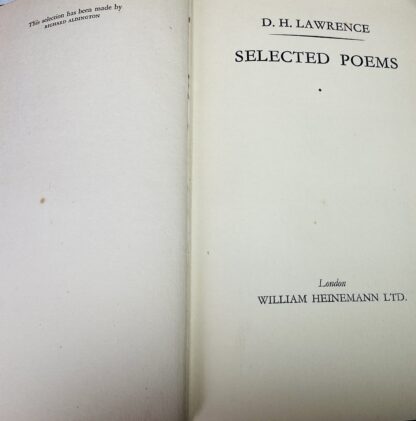 This selection has been made by
RICHARD ALDINGTON
D. H. LAWRENCE
SELECTED POEMS
London
WILLIAM HEINEMANN LTD.